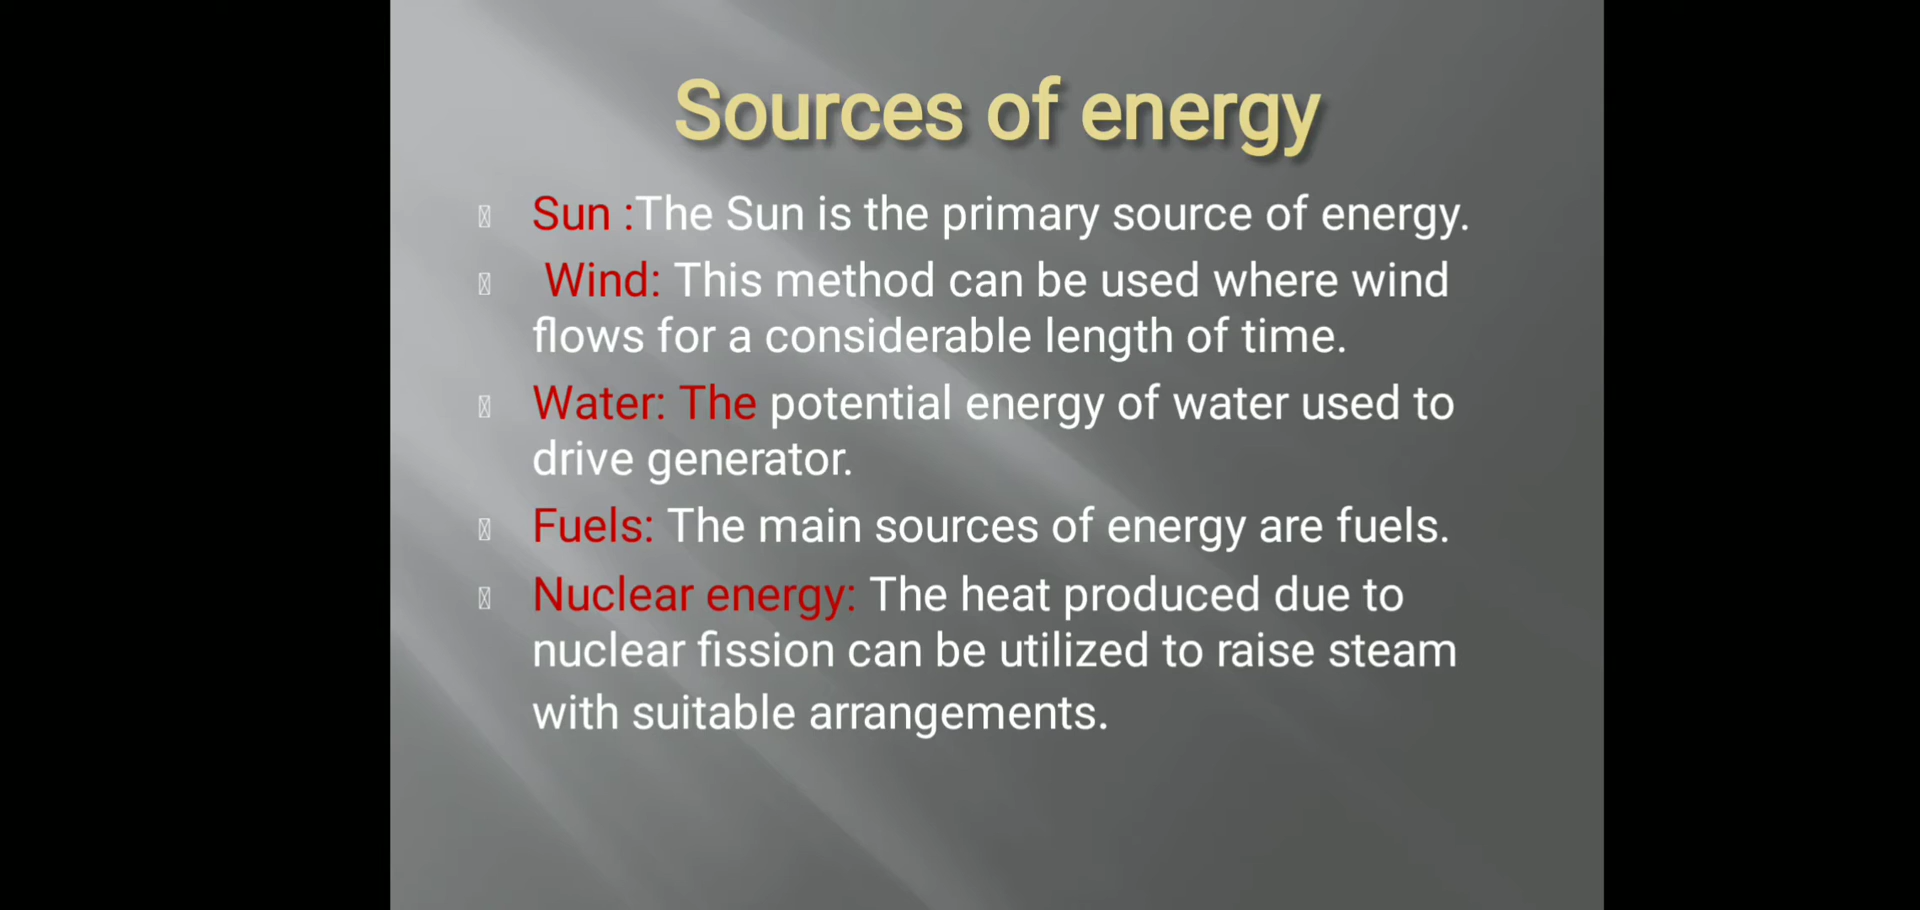 Sources of energy
Sun :The Sun is the primary source of energy.
Wind: This method can be used where wind
flows for a considerable length of time.
Water: The potential energy of water used to
drive generator.
Fuels: The main sources of energy are fuels.
Nuclear energy: The heat produced due to
nuclear fission can be utilized to raise steam
with suitable arrangements.